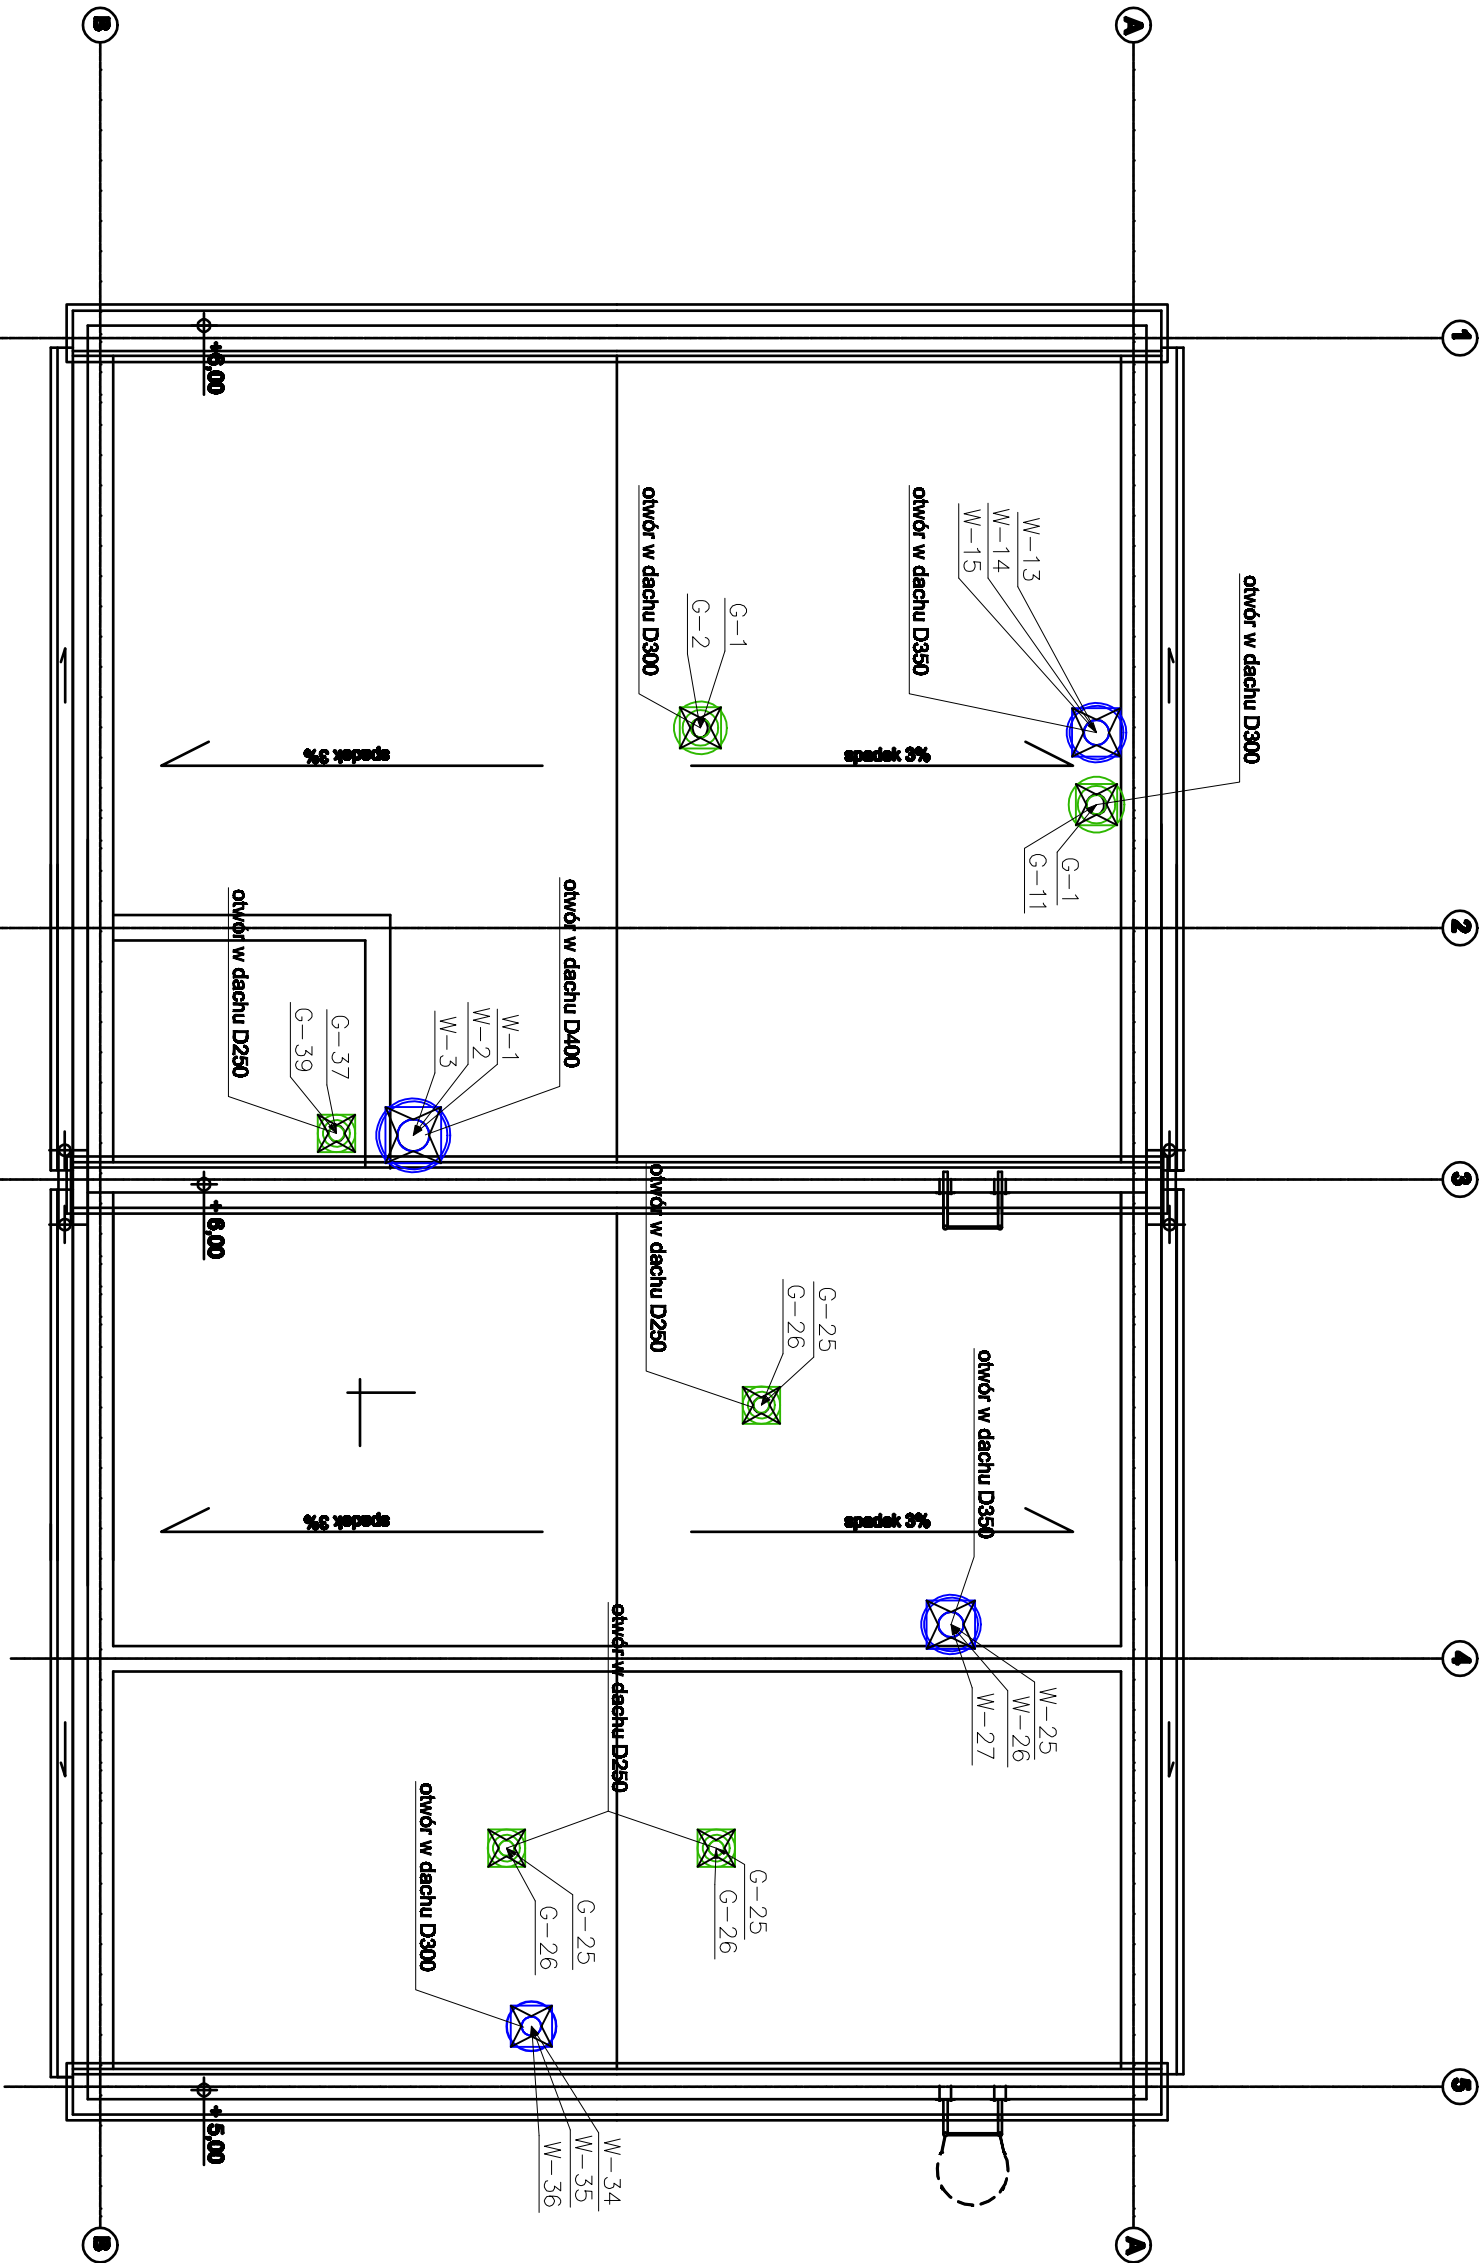 B
A
1
2
3
4
5
B
A
otwór w dachu D300
otwór w dachu D350
W-13
W-14
W-15
otwór w dachu D300
G-1
G-2
G-1
G-11
spadek 3%
spadek 3%
otwór w dachu D400
otwór w dachu D250
W-1
W-2
W-3
G-37
G-39
+6,00
otwór w dachu D250
G-25
G-26
otwór w dachu D350
spadek 3%
spadek 3%
W-25
W-26
W-27
otwór w dachu D250
otwór w dachu D300
G-25
G-26
G-25
G-26
W-34
W-35
W-36
+5,00